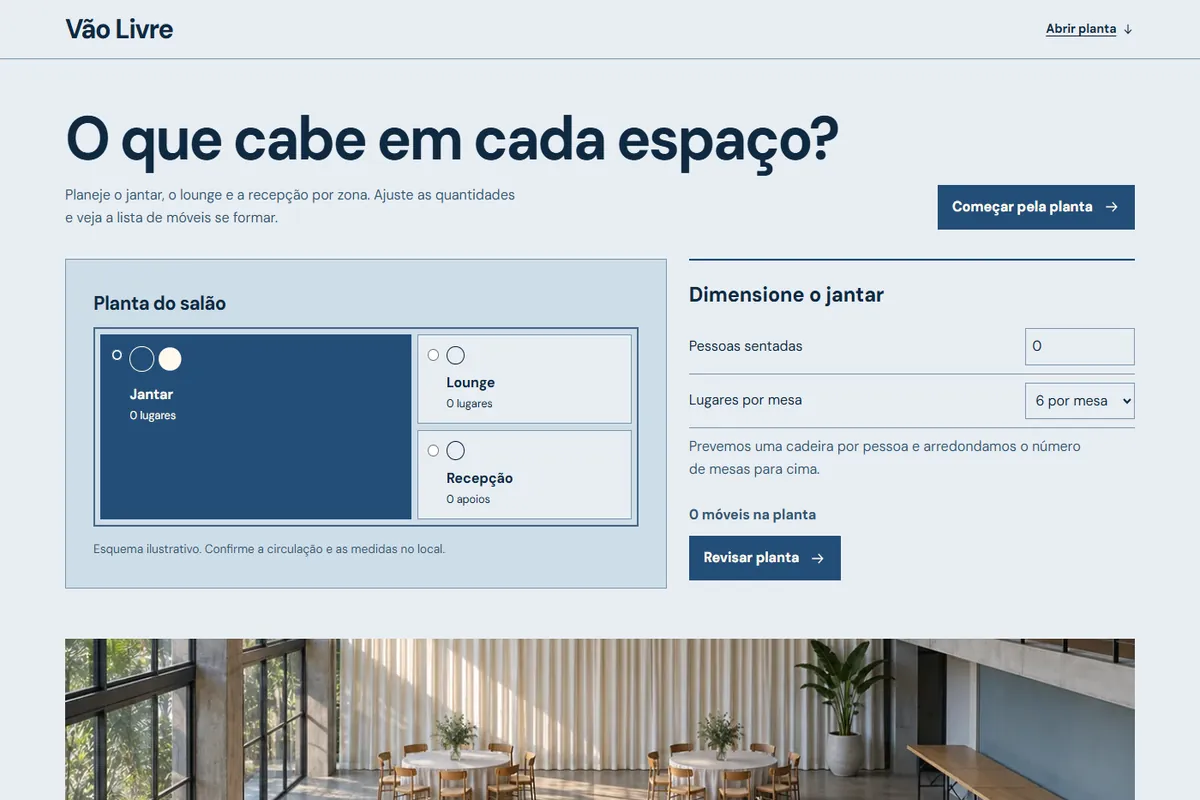 Vão Livre
Abrir planta ↓
O que cabe em cada espaço?
Planeje o jantar, o lounge e a recepção por zona. Ajuste as quantidades
e veja a lista de móveis se formar.
Começar pela planta →
Planta do salão
Jantar
0 lugares
Lounge
0 lugares
Recepção
0 apoios
Esquema ilustrativo. Confirme a circulação e as medidas no local.
Dimensione o jantar
Pessoas sentadas
0
Lugares por mesa
6 por mesa
Prevemos uma cadeira por pessoa e arredondamos o número
de mesas para cima.
0 móveis na planta
Revisar planta →